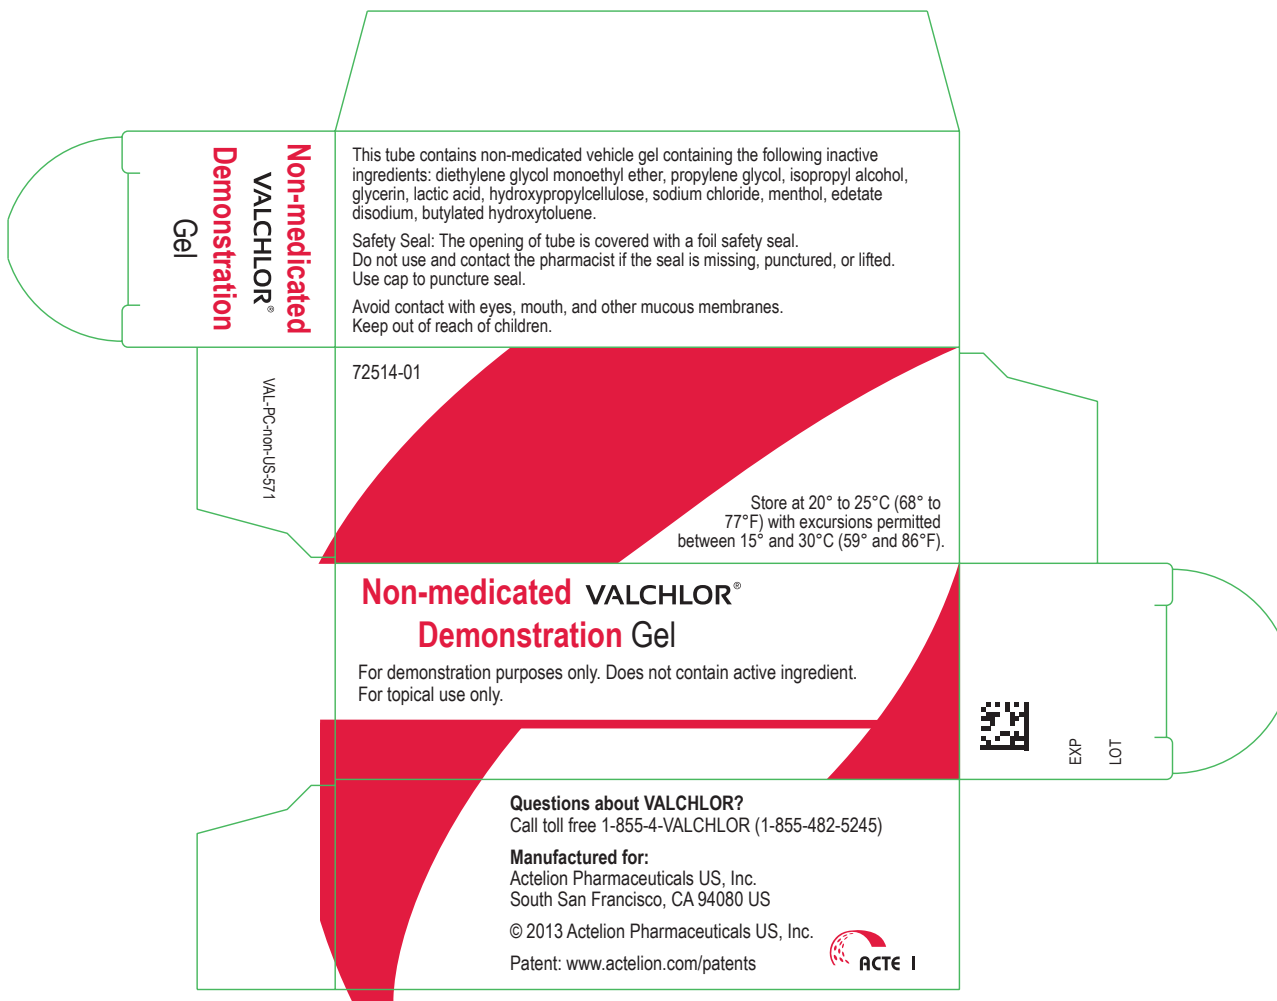 Non-medicated
VALCHLOR®
Demonstration
Gel
This tube contains non-medicated vehicle gel containing the following inactive
ingredients: diethylene glycol monoethyl ether, propylene glycol, isopropyl alcohol,
glycerin, lactic acid, hydroxypropylcellulose, sodium chloride, menthol, edetate
disodium, butylated hydroxytoluene.
Safety Seal: The opening of tube is covered with a foil safety seal.
Do not use and contact the pharmacist if the seal is missing, punctured, or lifted.
Use cap to puncture seal.
Avoid contact with eyes, mouth, and other mucous membranes.
Keep out of reach of children.
VAL-PC-non-US-571
72514-01
Store at 20° to 25°C (68° to
77°F) with excursions permitted
between 15° and 30°C (59° and 86°F).
Non-medicated VALCHLOR®
Demonstration Gel
For demonstration purposes only. Does not contain active ingredient.
For topical use only.
EXP
LOT
Questions about VALCHLOR?
Call toll free 1-855-4-VALCHLOR (1-855-482-5245)
Manufactured for:
Actelion Pharmaceuticals US, Inc.
South San Francisco, CA 94080 US
© 2013 Actelion Pharmaceuticals US, Inc.
Patent: www.actelion.com/patents
ACTE I